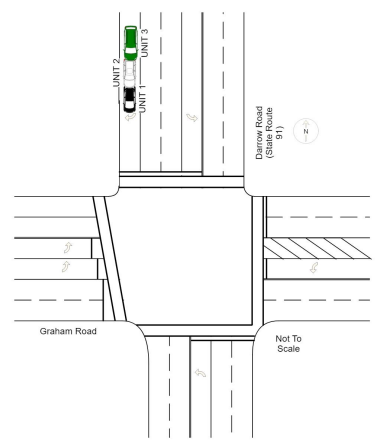 UNIT 3
UNIT 2
UNIT 1
Darrow Road
(State Route
91)
N
Graham Road
Not To
Scale